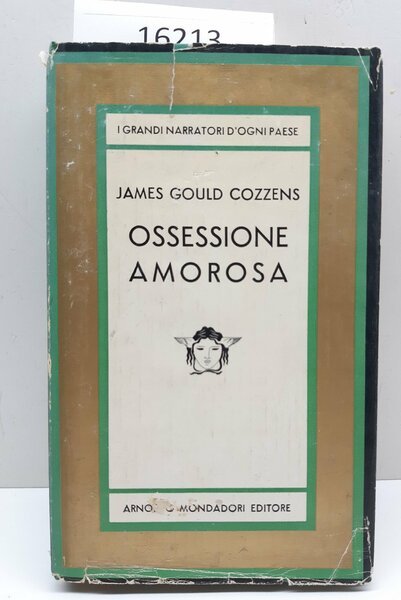 16213
I GRANDI NARRATORI D'OGNI PAESE
JAMES GOULD COZZENS
OSSESSIONE
AMOROSA
MONDADORI EDITORE